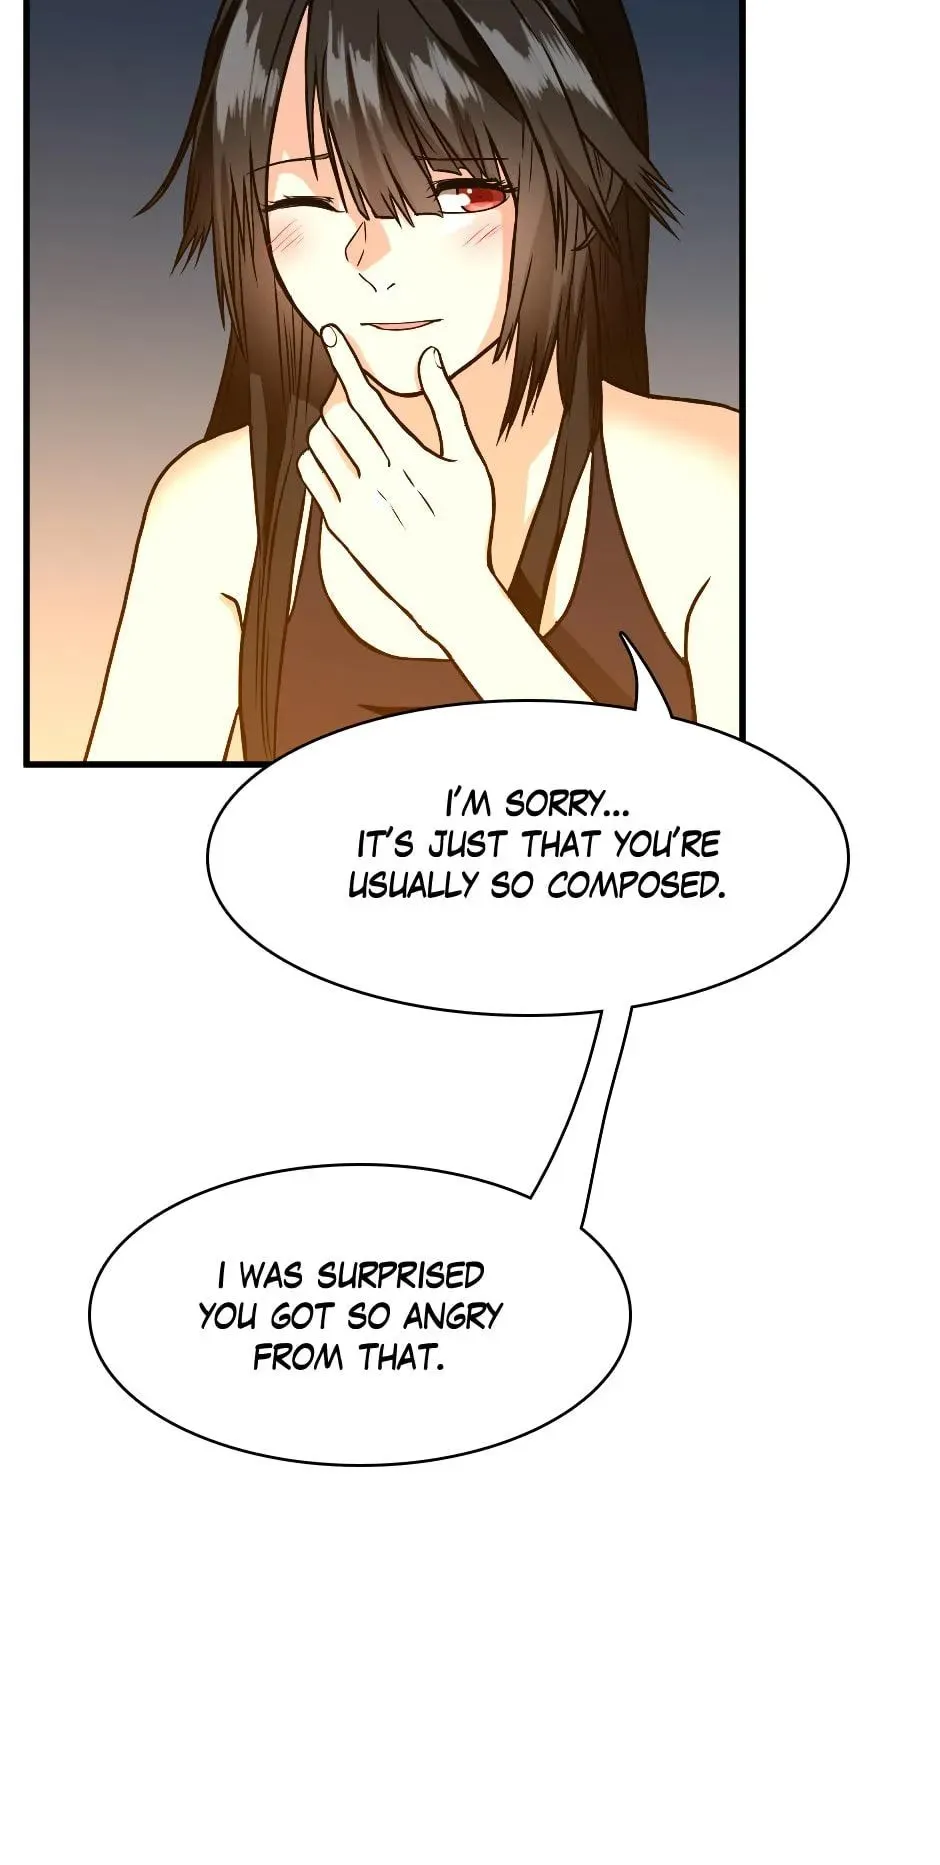 I'M SORRY...
IT'S JUST THAT YOU'RE
USUALLY SO COMPOSED.
I WAS SURPRISED
YOU GOT SO ANGRY
FROM THAT.